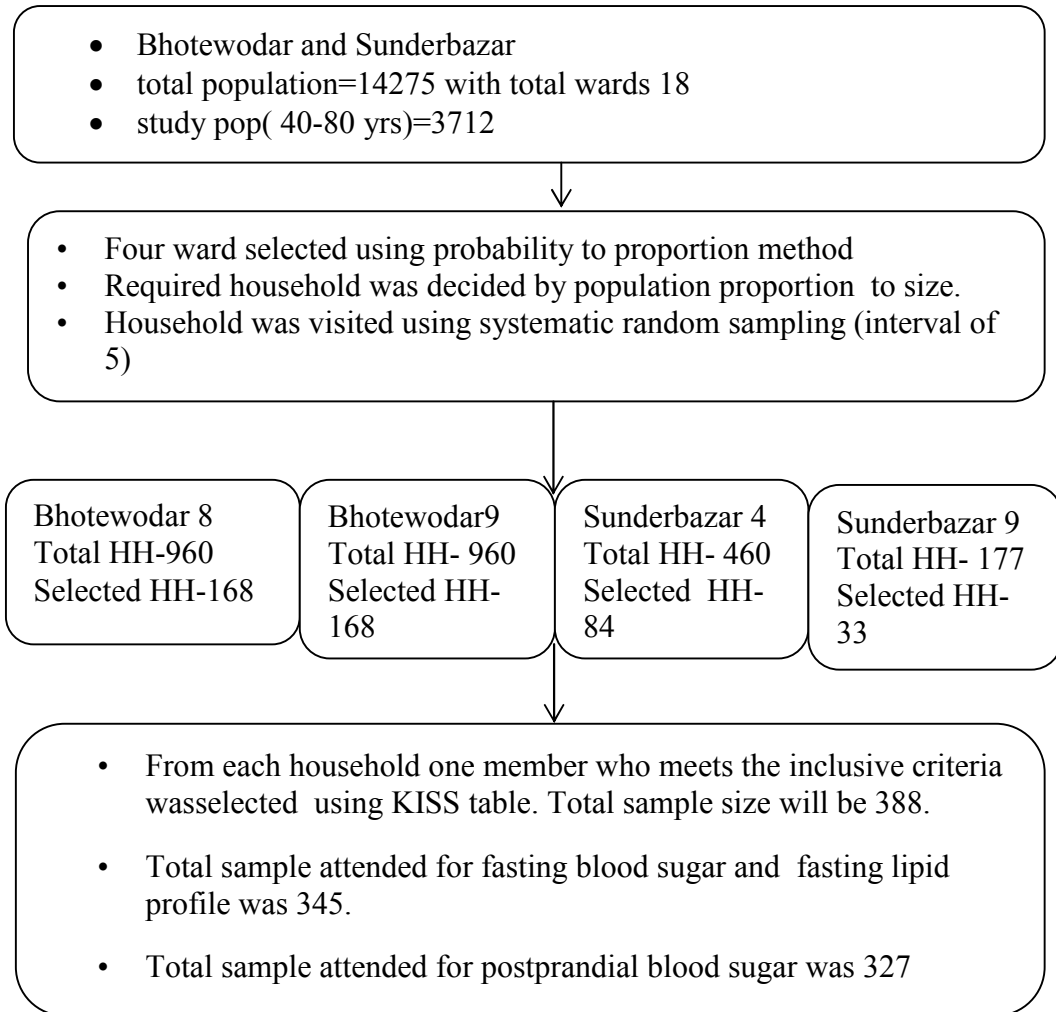 • Bhotewodar and Sunderbazar
• total population=14275 with total wards 18
• study pop( 40-80 yrs)=3712
• Four ward selected using probability to proportion method
• Required household was decided by population proportion to size.
• Household was visited using systematic random sampling (interval of
5)
Bhotewodar 8
Total HH-960
Selected HH-168
Bhotewodar9
Total HH- 960
Selected HH-
168
Sunderbazar 4
Total HH- 460
Selected HH-
84
Sunderbazar 9
Total HH- 177
Selected HH-
33
• From each household one member who meets the inclusive criteria
wasselected using KISS table. Total sample size will be 388.
• Total sample attended for fasting blood sugar and fasting lipid
profile was 345.
• Total sample attended for postprandial blood sugar was 327